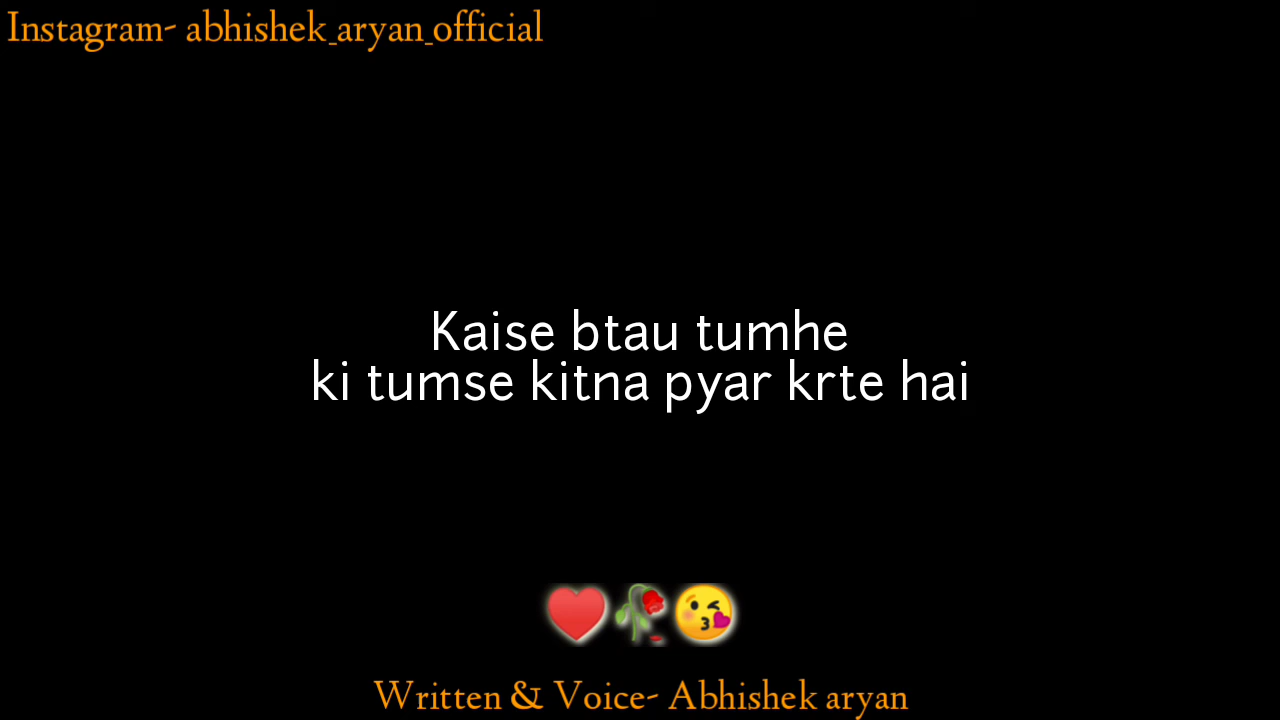 Instagram- abhishek_aryan_official
Kaise btau tumhe
ki tumse kitna pyar krte hai
Written & Voice- Abhishek aryan